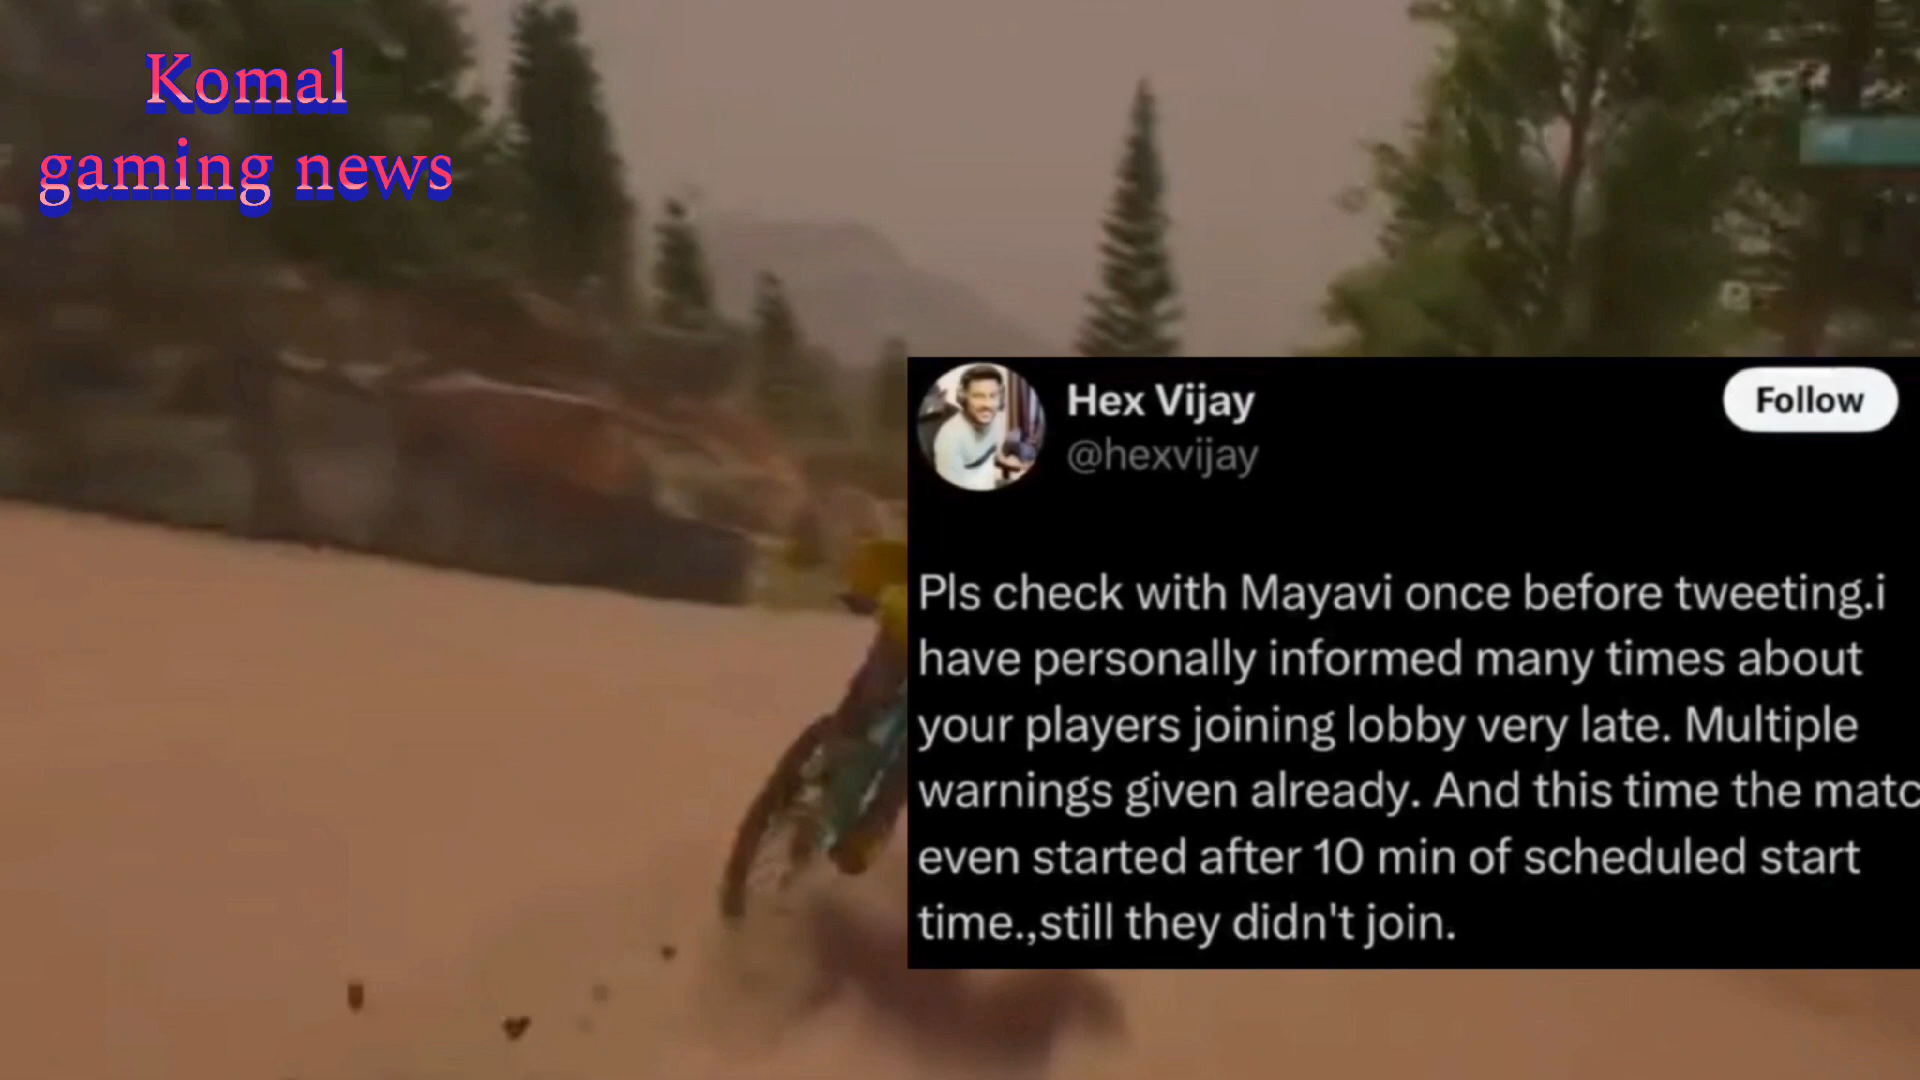 Komal
gaming news
Hex Vijay
Follow
@hexvijay
Pls check with Mayavi once before tweeting.i
have personally informed many times about
your players joining lobby very late. Multiple
warnings given already. And this time the matc
even started after 10 min of scheduled start
time.,still they didn't join.